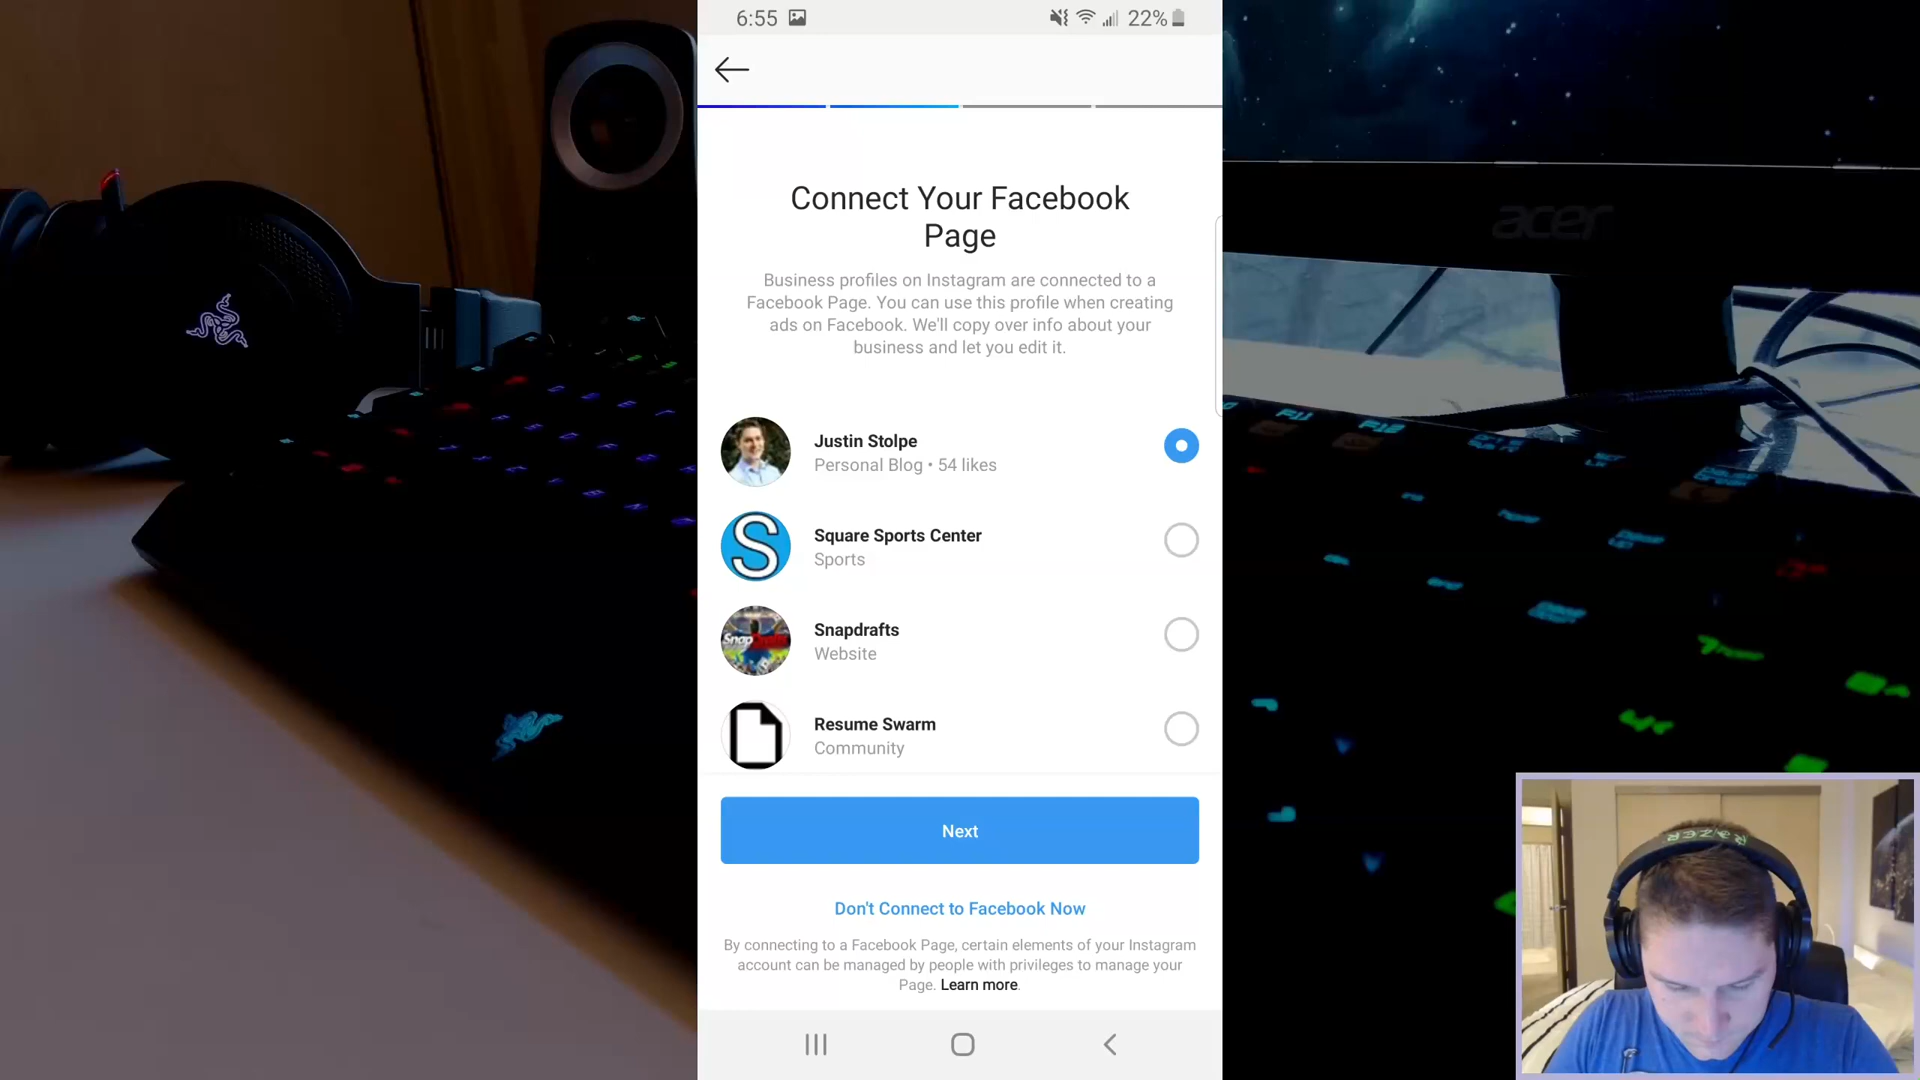 6:55
22%
Connect Your Facebook
Page
Business profiles on Instagram are connected to a
Facebook Page. You can use this profile when creating
ads on Facebook. We'll copy over info about your
business and let you edit it.
Justin Stolpe
Personal Blog • 54 likes
Square Sports Center
Sports
Snapdrafts
Website
Resume Swarm
Community
Next
Don't Connect to Facebook Now
By connecting to a Facebook Page, certain elements of your Instagram
account can be managed by people with privileges to manage your
Page. Learn more.
acer
F11
F12
RAZER